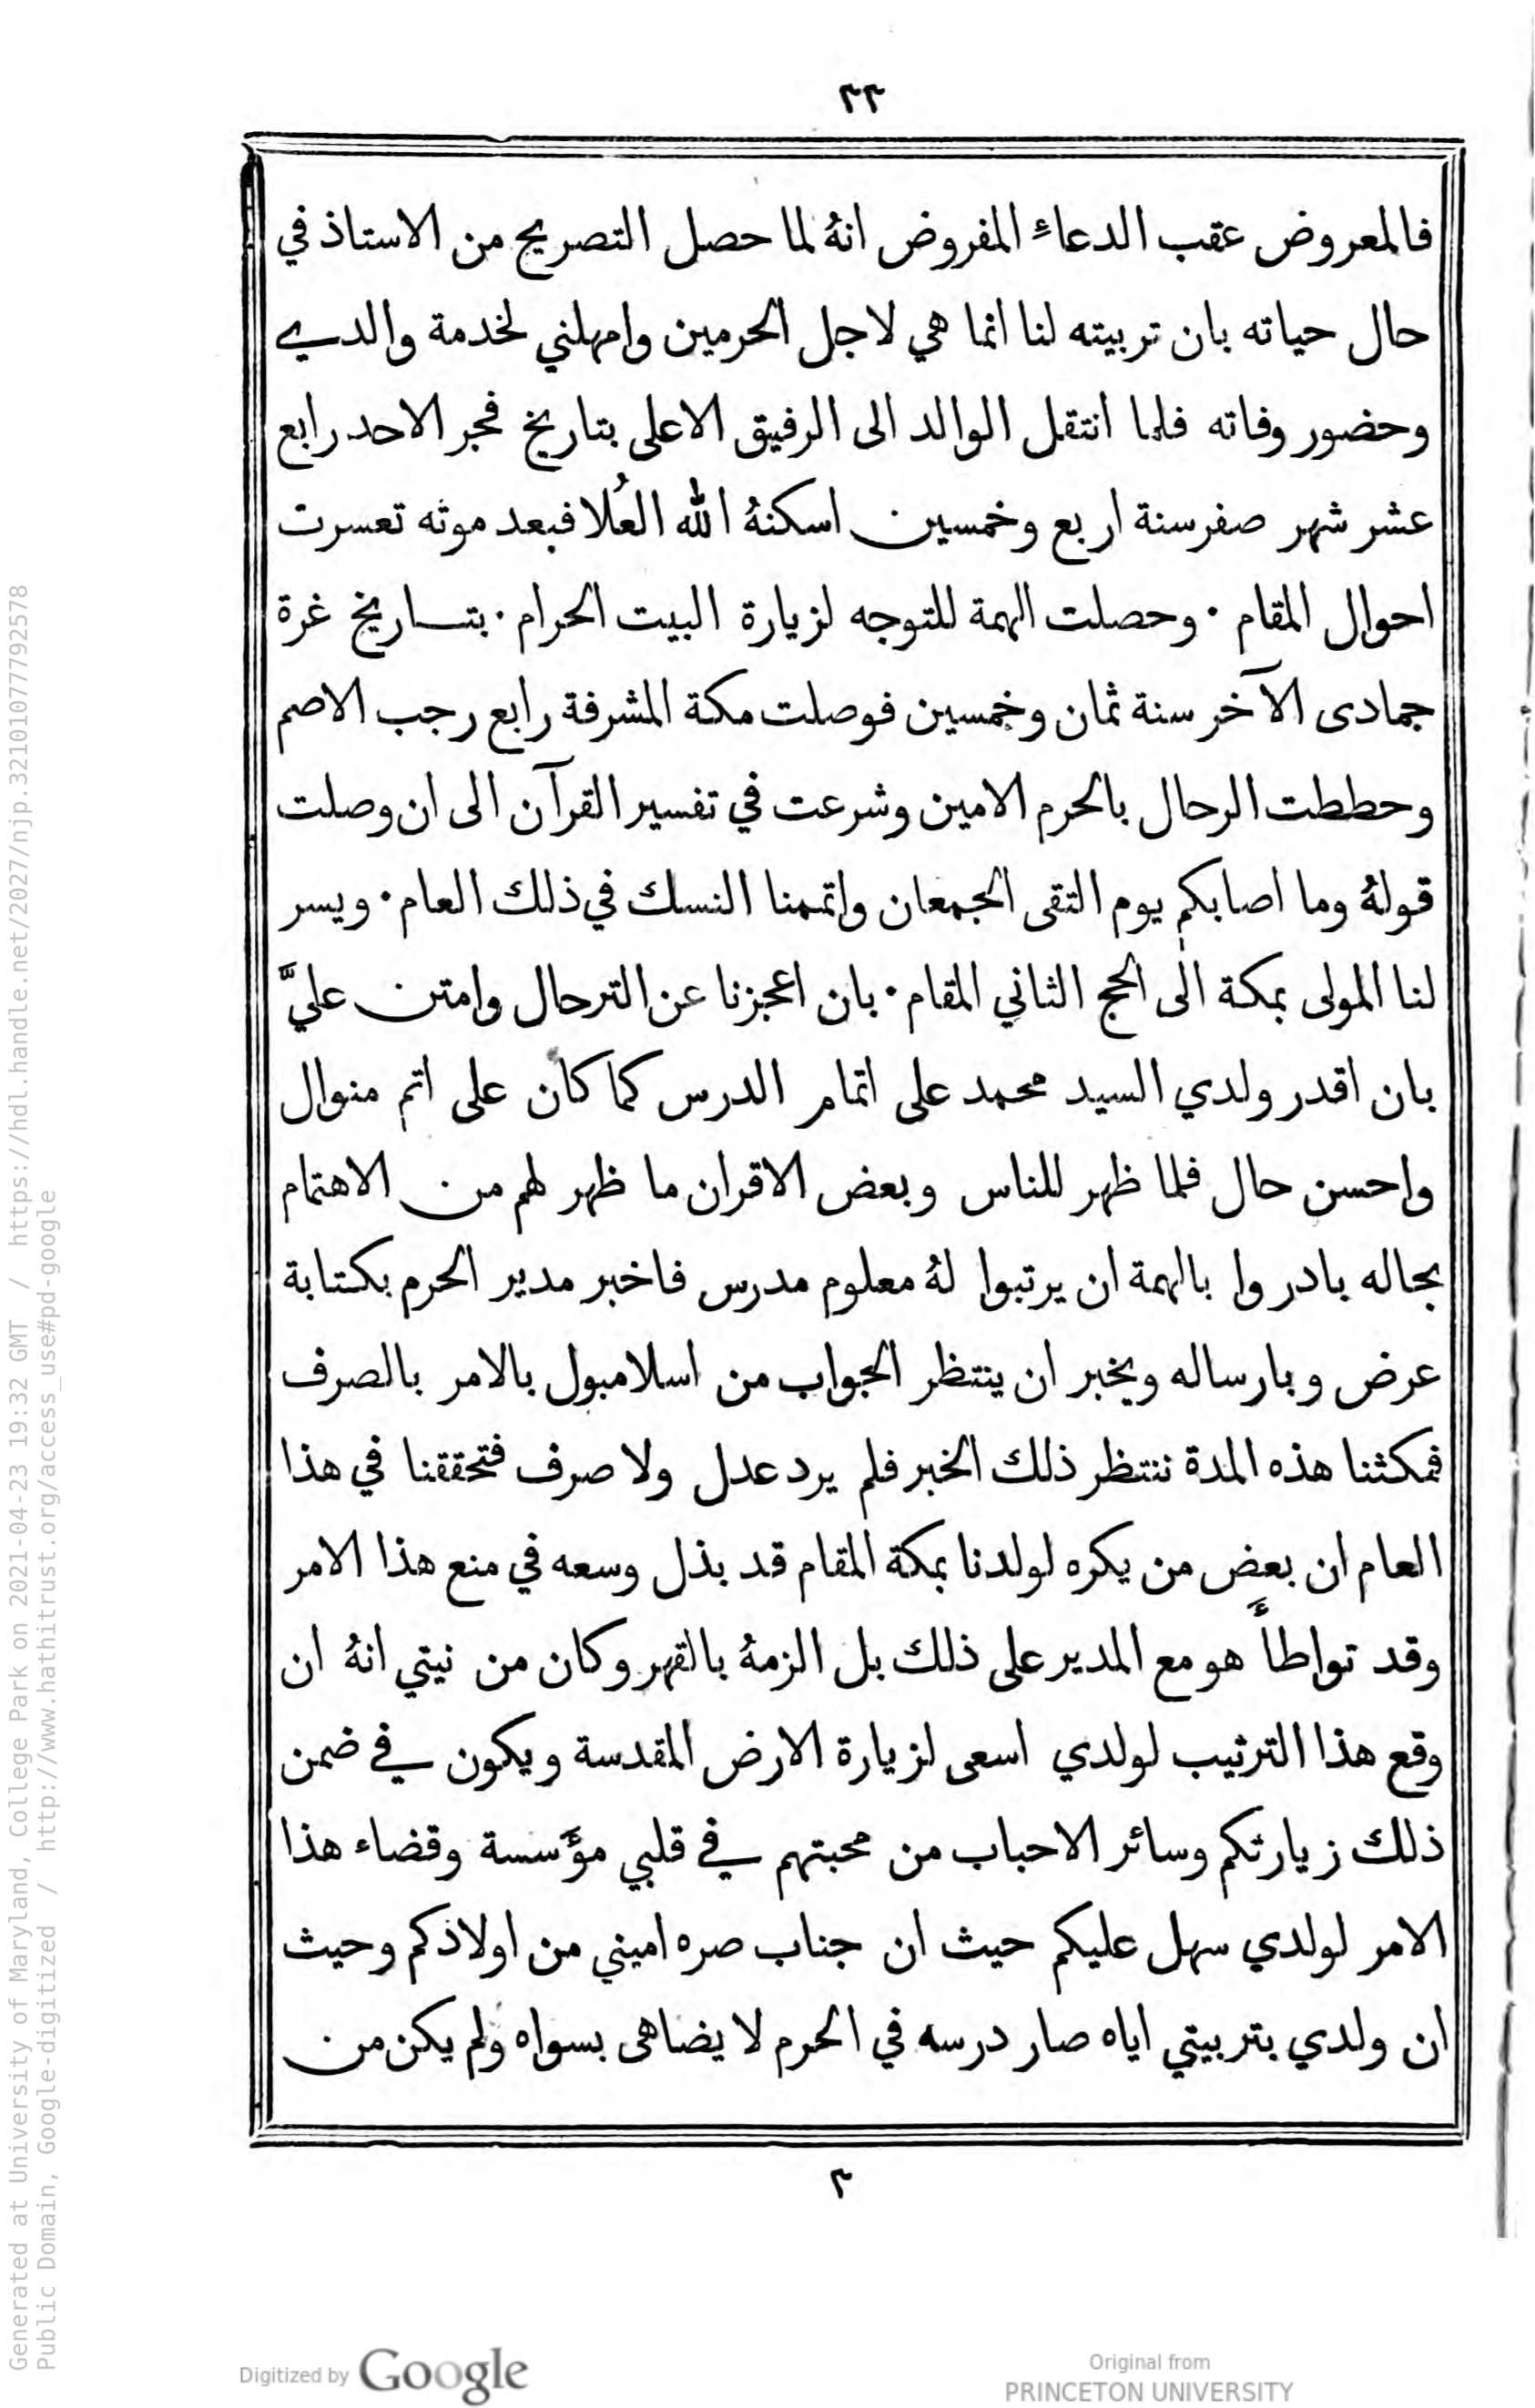 ٣٣
فالمعروض عقب الدعاء المفروض انهُ لما حصل التصريح من الاستاذ في
حال حياته بان تربيته لنا انما هي لاجل الحرمين وامهلني لخدمة والدي
وحضور وفاته فلما انتقل الوالد الى الرفيق الاعلى بتاريخ فجر الاحد رابع
عشر شهر صفر سنة اربع وخمسين اسكنهُ الله العُلا فبعد موته تعسرت
احوال المقام · وحصلت الهمة للتوجه لزيارة البيت الحرام · بتاريخ غرة
جمادى الآخر سنة ثمان وخمسين فوصلت مكة المشرفة رابع رجب الاصم
وحططت الرحال بالحرم الامين وشرعت في تفسير القرآن الى ان وصلت
قولهُ وما اصابكم يوم التقى الجمعان واتممنا النسك في ذلك العام · ويسر
لنا المولى بمكة الى الحج الثاني المقام · بان اعجزنا عن الترحال وامتن عليَّ
بان اقدر ولدي السيد محمد على اتمام الدرس كما كان على اتم منوال
واحسن حال فلما ظهر للناس وبعض الاقران ما ظهر لهم من الاهتمام
بحاله بادروا بالهمة ان يرتبوا لهُ معلوم مدرس فاخبر مدير الحرم بكتابة
عرض وبارساله ويخبر ان ينتظر الجواب من اسلامبول بالامر بالصرف
فمكثنا هذه المدة ننتظر ذلك الخبر فلم يرد عدل ولا صرف فتحققنا في هذا
العام ان بعض من يكره لولدنا بمكة المقام قد بذل وسعه في منع هذا الامر
وقد تواطأَ هو مع المدير على ذلك بل الزمهُ بالقهر وكان من نيتي انهُ ان
وقع هذا الترتيب لولدي اسعى لزيارة الارض المقدسة ويكون في ضمن
ذلك زيارتكم وسائر الاحباب من محبتهم في قلبي مؤَسسة وقضاء هذا
الامر لولدي سهل عليكم حيث ان جناب صره اميني من اولادكم وحيث
ان ولدي بتربيتي اياه صار درسه في الحرم لا يضاهى بسواه ولم يكن من
٣
Generated at University of Maryland, College Park on 2021-04-23 19:32 GMT / https://hdl.handle.net/2027/njp.32101077792578
Public Domain, Google-digitized / http://www.hathitrust.org/access_use#pd-google
Digitized by Google
Original from
PRINCETON UNIVERSITY